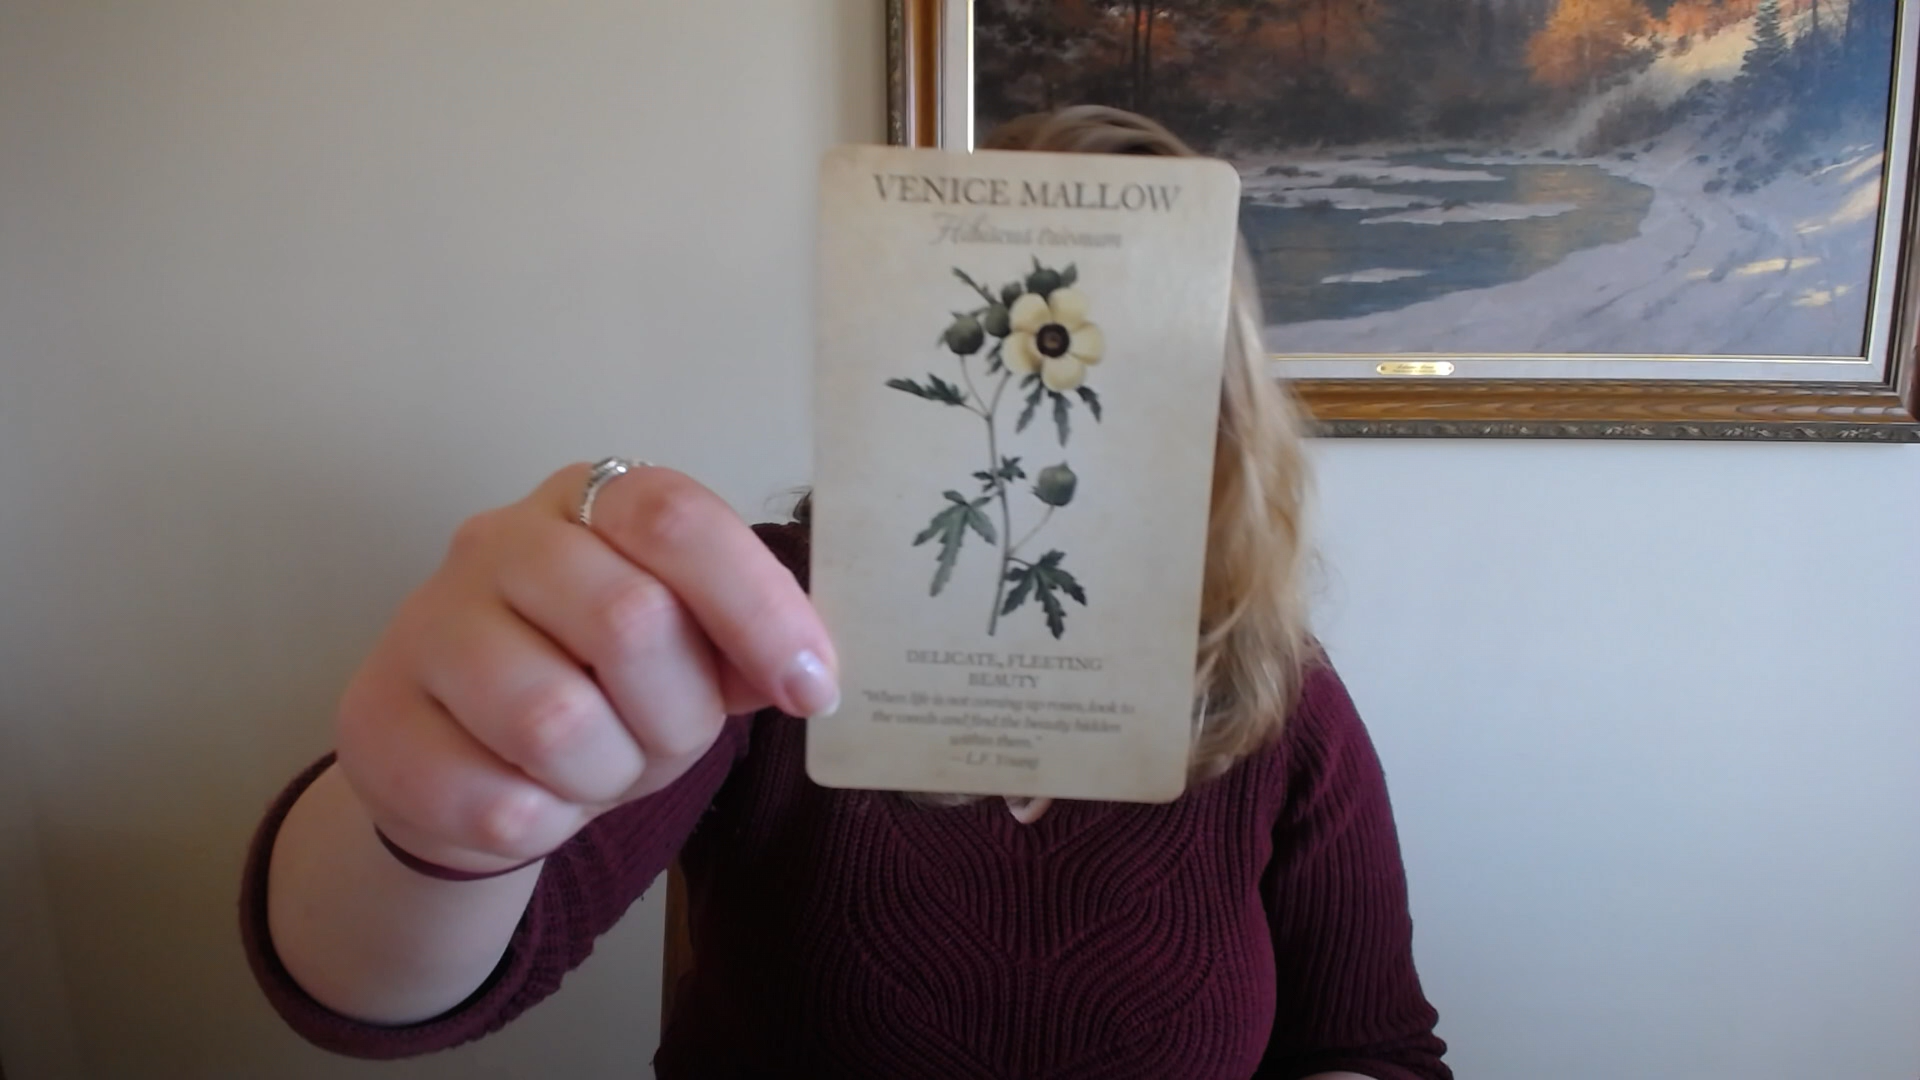 VENICE MALLOW
Hibiscus trionum
DELICATE, FLEETING
BEAUTY
"When life is not coming up roses, look to
the weeds and find the beauty hidden
within them."
– L.F. Young